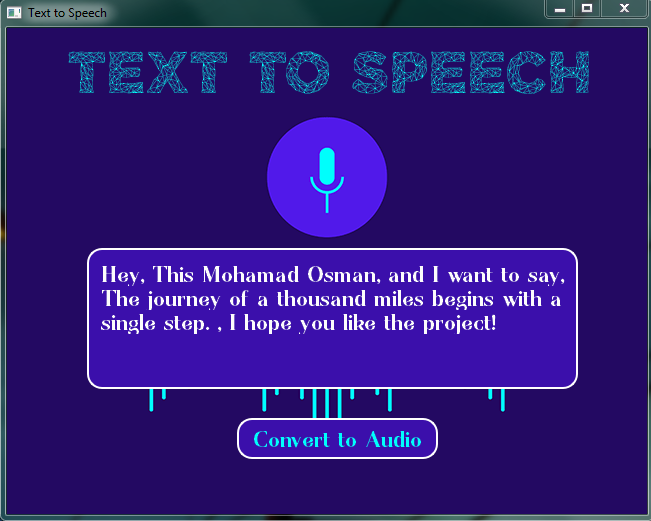 Text to Speech
TEXT TO SPEECH
Hey, This Mohamad Osman, and I want to say,
The journey of a thousand miles begins with a
single step. , I hope you like the project!
Convert to Audio